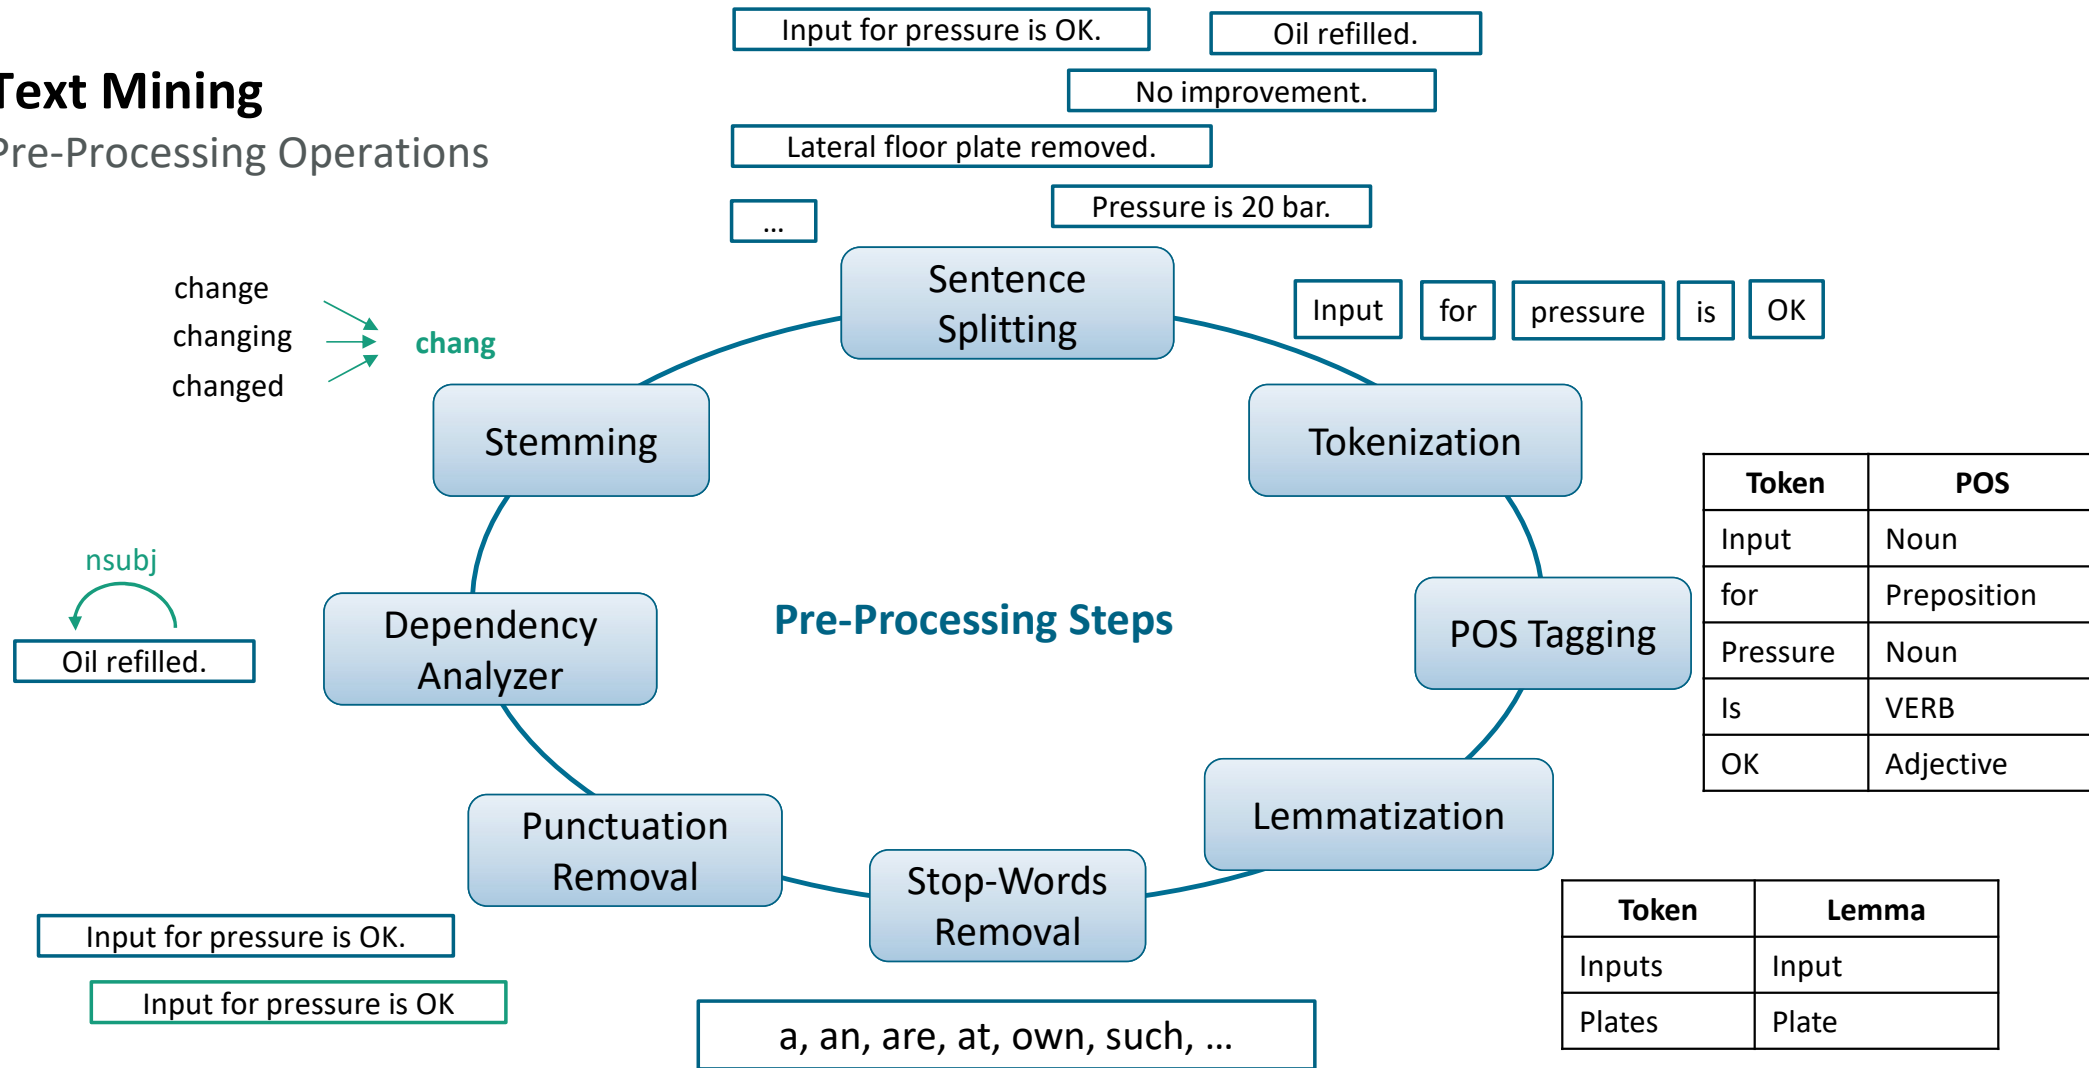 Text Mining
Pre-Processing Operations
Input for pressure is OK.
Oil refilled.
No improvement.
Lateral floor plate removed.
Pressure is 20 bar.
...
Sentence
Splitting
Input
for
pressure
is
OK
Tokenization
Token POS
Input Noun
for Preposition
Pressure Noun
Is VERB
OK Adjective
POS Tagging
Lemmatization
Token Lemma
Inputs Input
Plates Plate
Stop-Words
Removal
a, an, are, at, own, such, ...
Punctuation
Removal
Input for pressure is OK.
Input for pressure is OK
Dependency
Analyzer
nsubj
Oil refilled.
Stemming
change
changing
changed
chang
Pre-Processing Steps